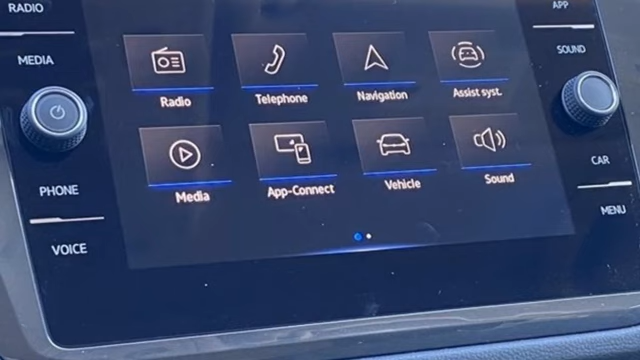 RADIO
MEDIA
PHONE
VOICE
Radio
Telephone
Navigation
Assist syst.
Media
App-Connect
Vehicle
Sound
APP
SOUND
CAR
MENU